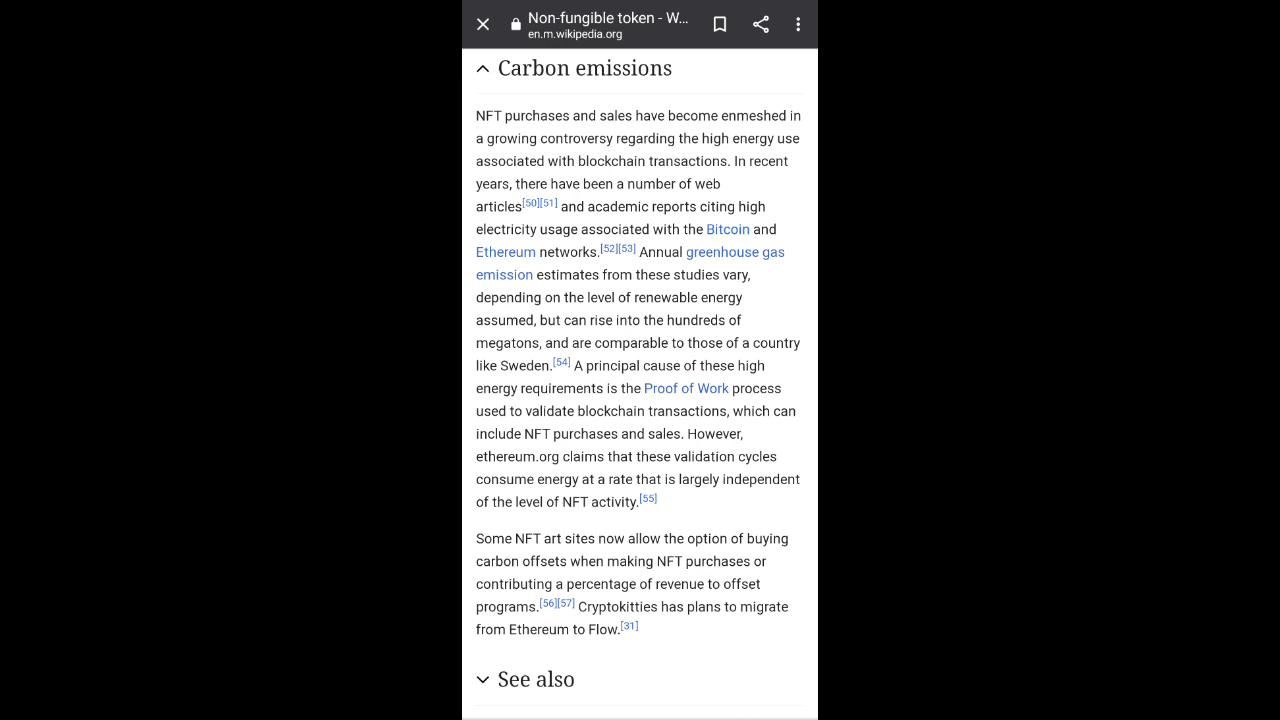 Non-fungible token - W...
en.m.wikipedia.org
Carbon emissions
NFT purchases and sales have become enmeshed in
a growing controversy regarding the high energy use
associated with blockchain transactions. In recent
years, there have been a number of web
articles[50][51] and academic reports citing high
electricity usage associated with the Bitcoin and
Ethereum networks.[52][53] Annual greenhouse gas
emission estimates from these studies vary,
depending on the level of renewable energy
assumed, but can rise into the hundreds of
megatons, and are comparable to those of a country
like Sweden.[54] A principal cause of these high
energy requirements is the Proof of Work process
used to validate blockchain transactions, which can
include NFT purchases and sales. However,
ethereum.org claims that these validation cycles
consume energy at a rate that is largely independent
of the level of NFT activity.[55]
Some NFT art sites now allow the option of buying
carbon offsets when making NFT purchases or
contributing a percentage of revenue to offset
programs.[56][57] Cryptokitties has plans to migrate
from Ethereum to Flow.[31]
See also